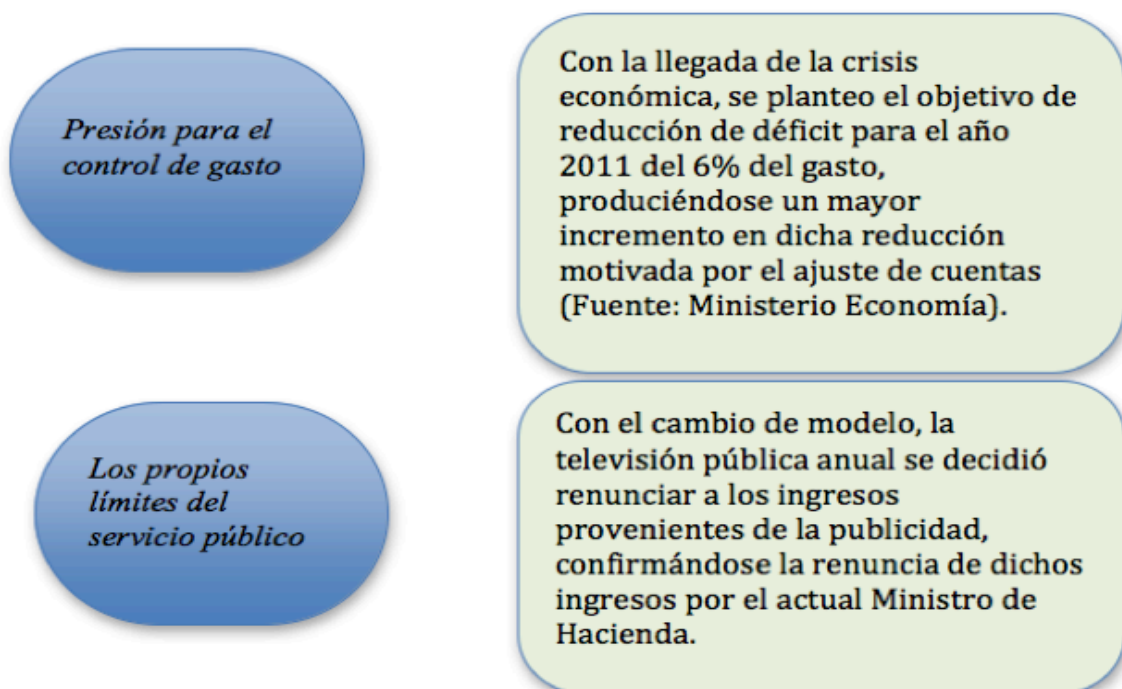 Presión para el
control de gasto
Con la llegada de la crisis
económica, se planteo el objetivo de
reducción de déficit para el año
2011 del 6% del gasto,
produciéndose un mayor
incremento en dicha reducción
motivada por el ajuste de cuentas
(Fuente: Ministerio Economía).
Los propios
límites del
servicio público
Con el cambio de modelo, la
televisión pública anual se decidió
renunciar a los ingresos
provenientes de la publicidad,
confirmándose la renuncia de dichos
ingresos por el actual Ministro de
Hacienda.